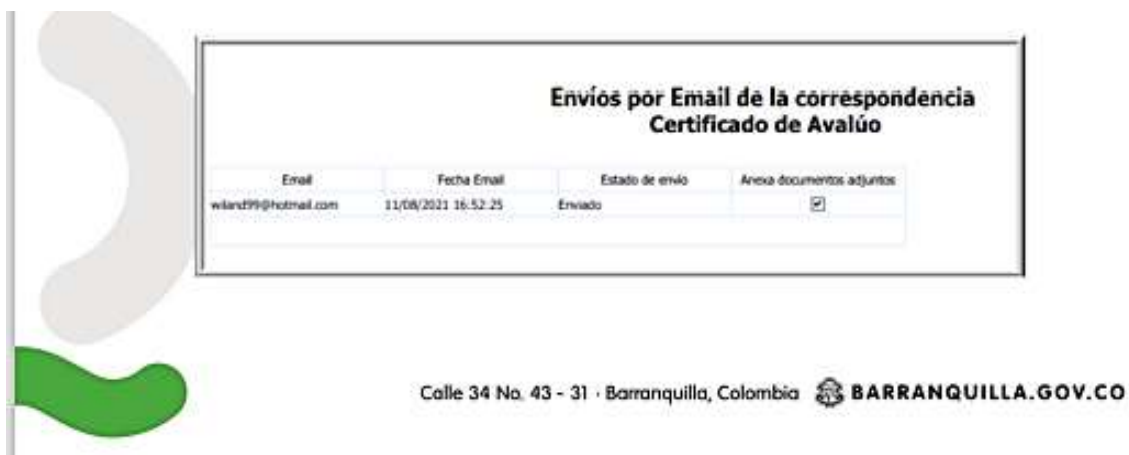 Envíos por Email de la correspondencia
Certificado de Avalúo
Email Fecha Email Estado de envío Anexa documentos adjuntos
wiland99@hotmail.com 11/08/2021 16:52:25 Enviado
Calle 34 No. 43 - 31 · Barranquilla, Colombia BARRANQUILLA.GOV.CO